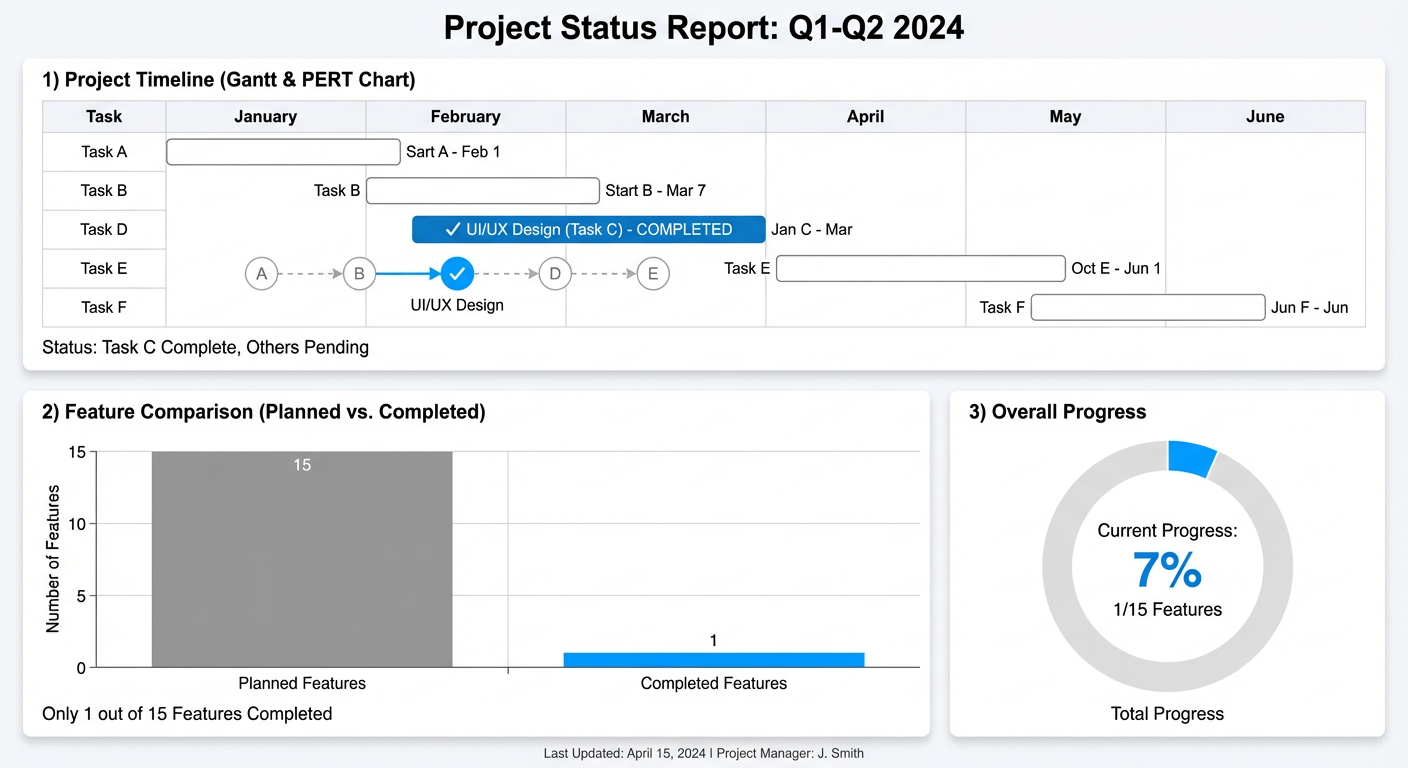 Project Status Report: Q1-Q2 2024
1) Project Timeline (Gantt & PERT Chart)
Task January February March April May June
Task A Sart A - Feb 1
Task B Task B Start B - Mar 7
Task D ✓ UI/UX Design (Task C) - COMPLETED Jan C - Mar
Task E A B ✓ D E Task E Oct E - Jun 1
Task F UI/UX Design Task F Jun F - Jun
Status: Task C Complete, Others Pending
2) Feature Comparison (Planned vs. Completed)
Number of Features
15
10
5
0
15
1
Planned Features Completed Features
Only 1 out of 15 Features Completed
3) Overall Progress
Current Progress:
7%
1/15 Features
Total Progress
Last Updated: April 15, 2024 | Project Manager: J. Smith